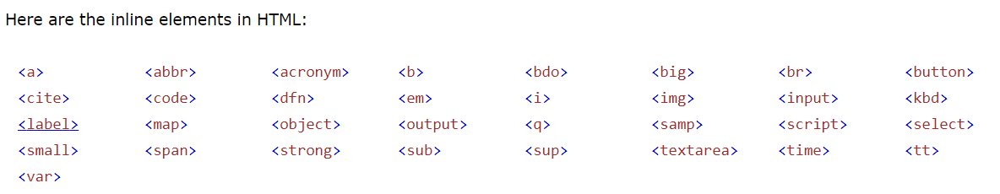 Here are the inline elements in HTML:
<a> <abbr> <acronym> <b> <bdo> <big> <br> <button>
<cite> <code> <dfn> <em> <i> <img> <input> <kbd>
<label> <map> <object> <output> <q> <samp> <script> <select>
<small> <span> <strong> <sub> <sup> <textarea> <time> <tt>
<var>